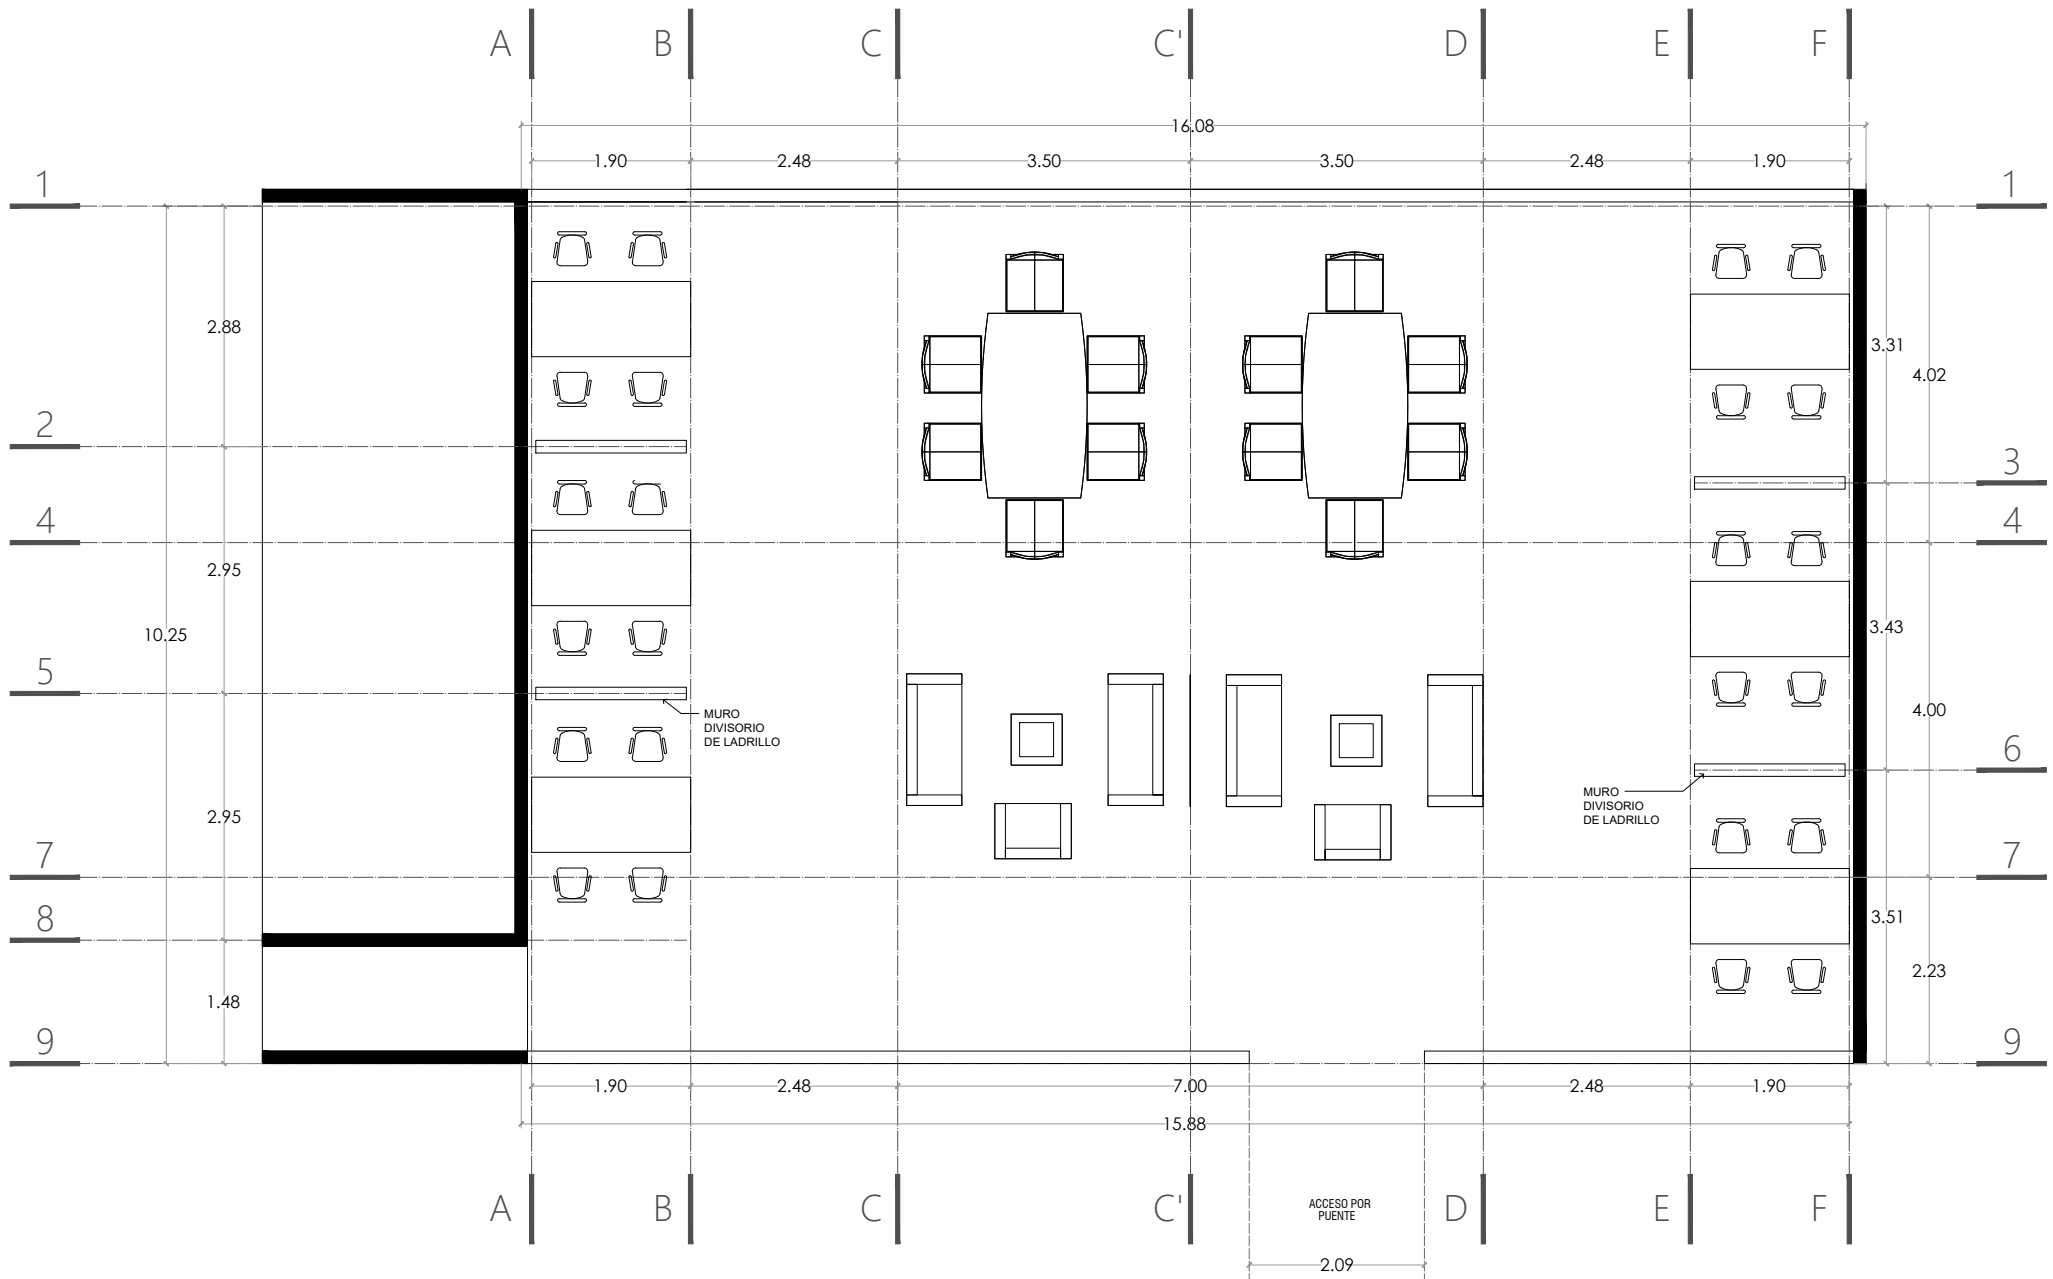 A B C C' D E F
16.08
1.90 2.48 3.50 3.50 2.48 1.90
1 1
2.88 3.31 4.02
2 3
4 4
2.95 3.43
10.25
5 4.00
MURO
DIVISORIO
DE LADRILLO
6
MURO
DIVISORIO
DE LADRILLO
2.95
7 7
8 3.51
2.23
1.48
9 9
1.90 2.48 7.00 2.48 1.90
15.88
A B C C' D E F
ACCESO POR
PUENTE
2.09